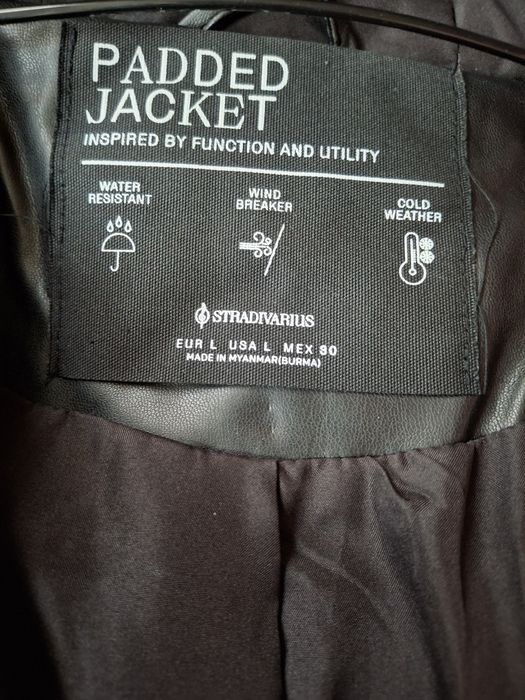 PADDED
JACKET
INSPIRED BY FUNCTION AND UTILITY
WATER
RESISTANT
WIND
BREAKER
COLD
WEATHER
STRADIVARIUS
EUR L USA L MEX 80
MADE IN MYANMAR(BURMA)